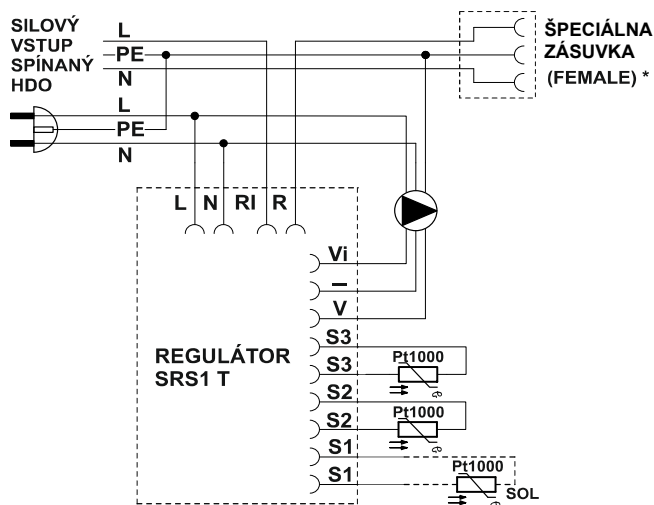 SILOVÝ
VSTUP
SPÍNANÝ
HDO
L
PE
N
ŠPECIÁLNA
ZÁSUVKA
(FEMALE) *
L
PE
N
L N RI R
Vi
–
V
S3
S3
S2
S2
S1
S1
REGULÁTOR
SRS1 T
Pt1000
Pt1000
Pt1000
SOL